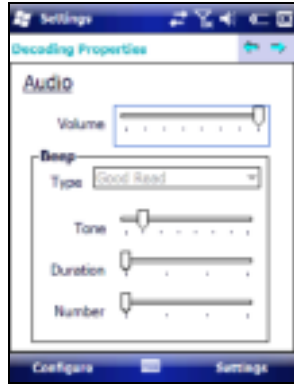 Settings
Decoding Properties
Audio
Volume
Beep
Type Good Read
Tone
Duration
Number
Configure Settings